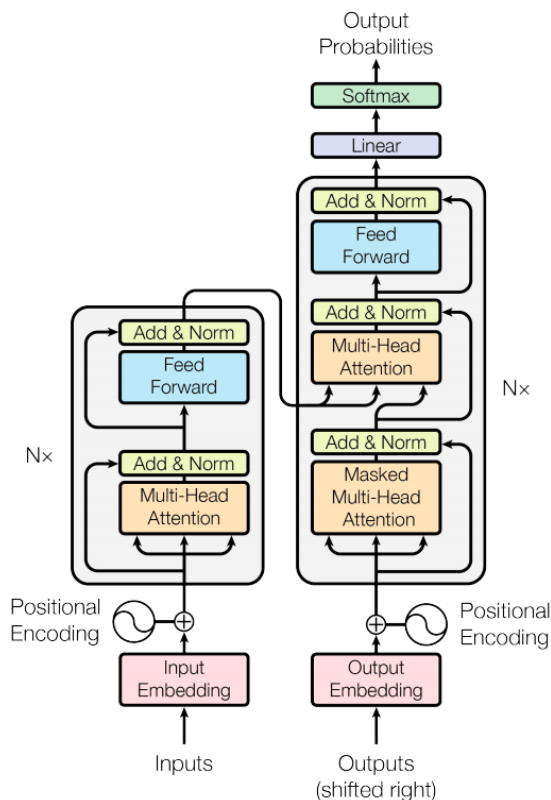 Output
Probabilities
Softmax
Linear
Add & Norm
Feed
Forward
Add & Norm
Multi-Head
Attention
Nx
Add & Norm
Masked
Multi-Head
Attention
Positional
Encoding
Output
Embedding
Outputs
(shifted right)
Add & Norm
Feed
Forward
Nx
Add & Norm
Multi-Head
Attention
Positional
Encoding
Input
Embedding
Inputs